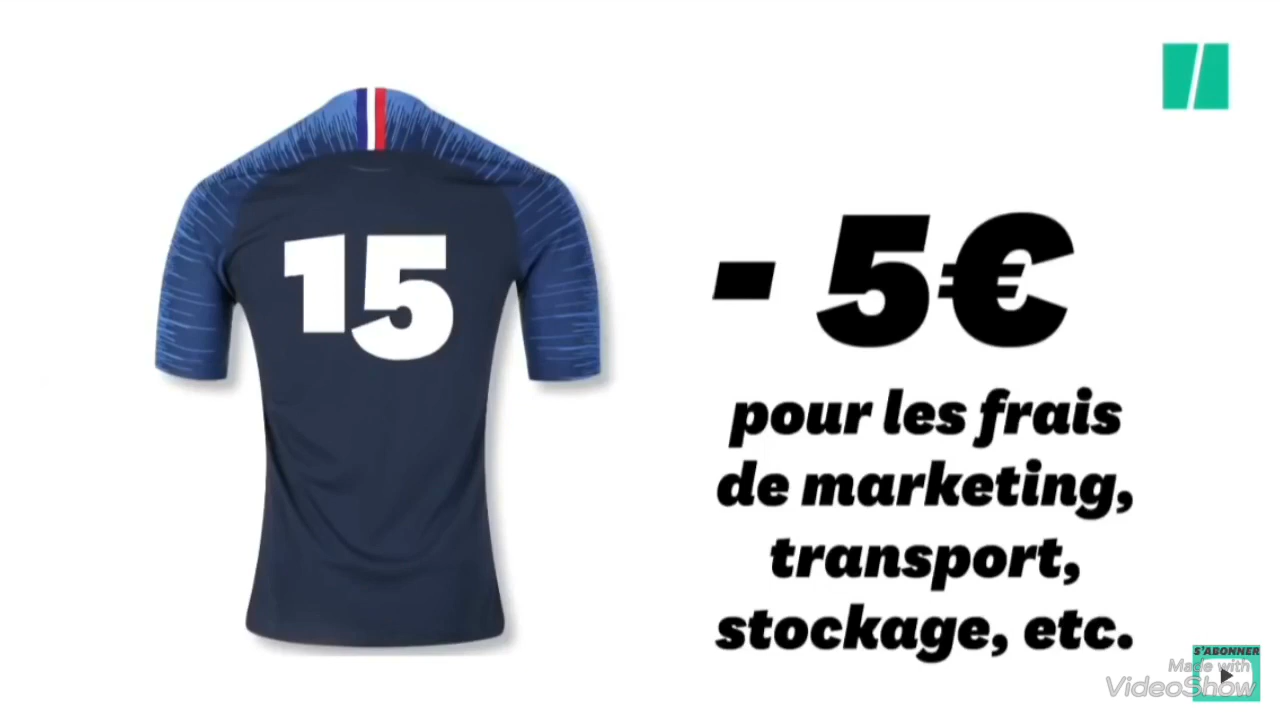 15
- 5€
pour les frais
de marketing,
transport,
stockage, etc.
S'ABONNER
Made with
VideoShow